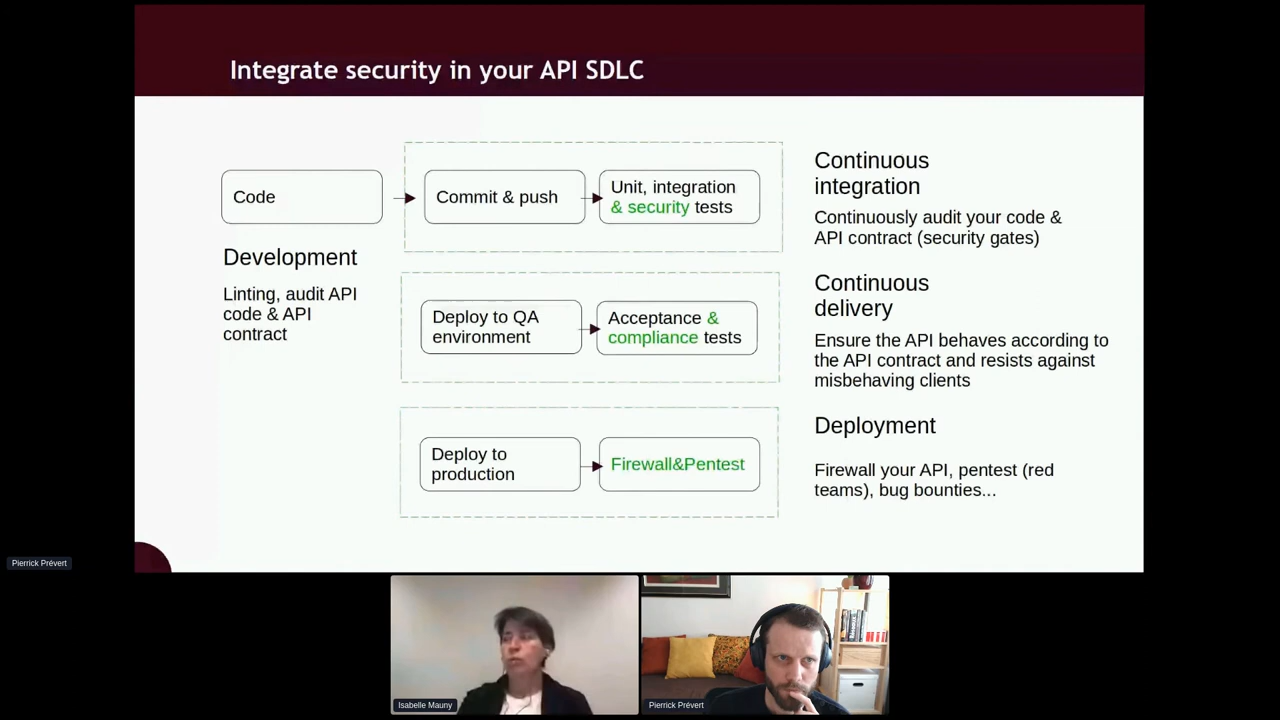 Integrate security in your API SDLC
Code
Commit & push
Unit, integration
& security tests
Continuous
integration
Continuously audit your code &
API contract (security gates)
Development
Linting, audit API
code & API
contract
Deploy to QA
environment
Acceptance &
compliance tests
Continuous
delivery
Ensure the API behaves according to
the API contract and resists against
misbehaving clients
Deploy to
production
Firewall&Pentest
Deployment
Firewall your API, pentest (red
teams), bug bounties...
Pierrick Prévert
Isabelle Mauny
Pierrick Prévert